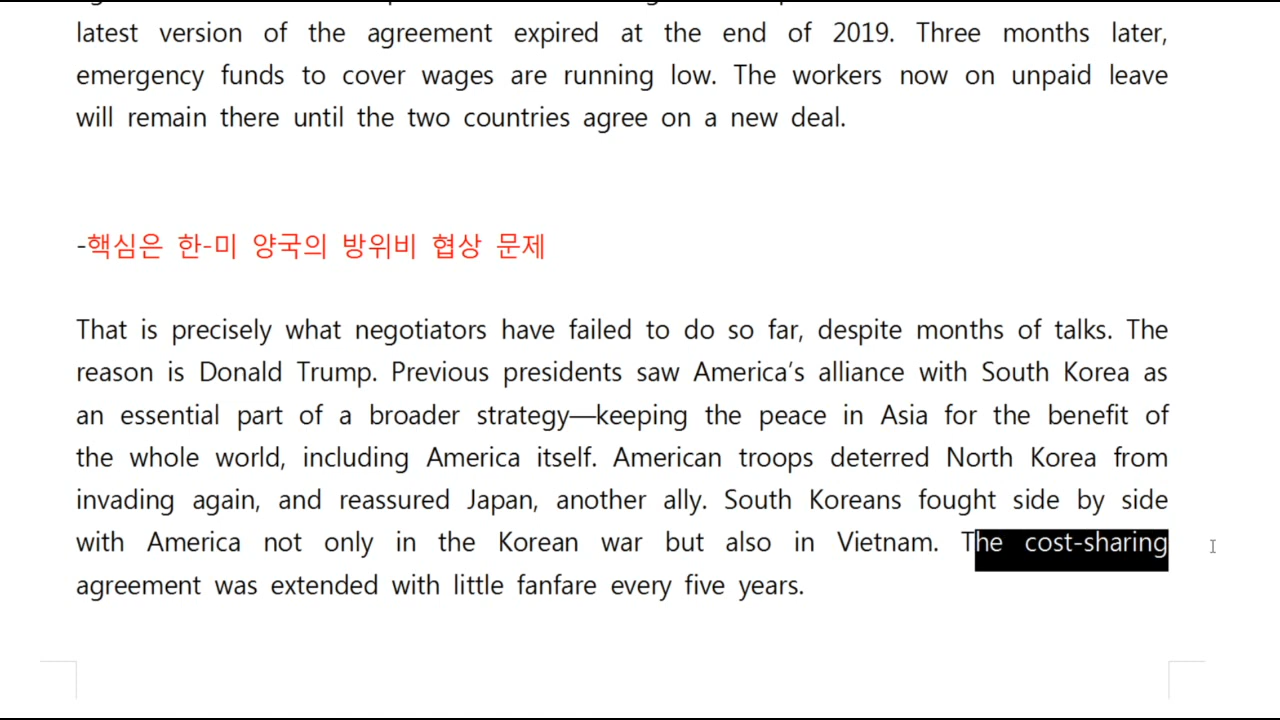 latest version of the agreement expired at the end of 2019. Three months later,
emergency funds to cover wages are running low. The workers now on unpaid leave
will remain there until the two countries agree on a new deal.
-핵심은 한-미 양국의 방위비 협상 문제
That is precisely what negotiators have failed to do so far, despite months of talks. The
reason is Donald Trump. Previous presidents saw America’s alliance with South Korea as
an essential part of a broader strategy—keeping the peace in Asia for the benefit of
the whole world, including America itself. American troops deterred North Korea from
invading again, and reassured Japan, another ally. South Koreans fought side by side
with America not only in the Korean war but also in Vietnam. The cost-sharing
agreement was extended with little fanfare every five years.